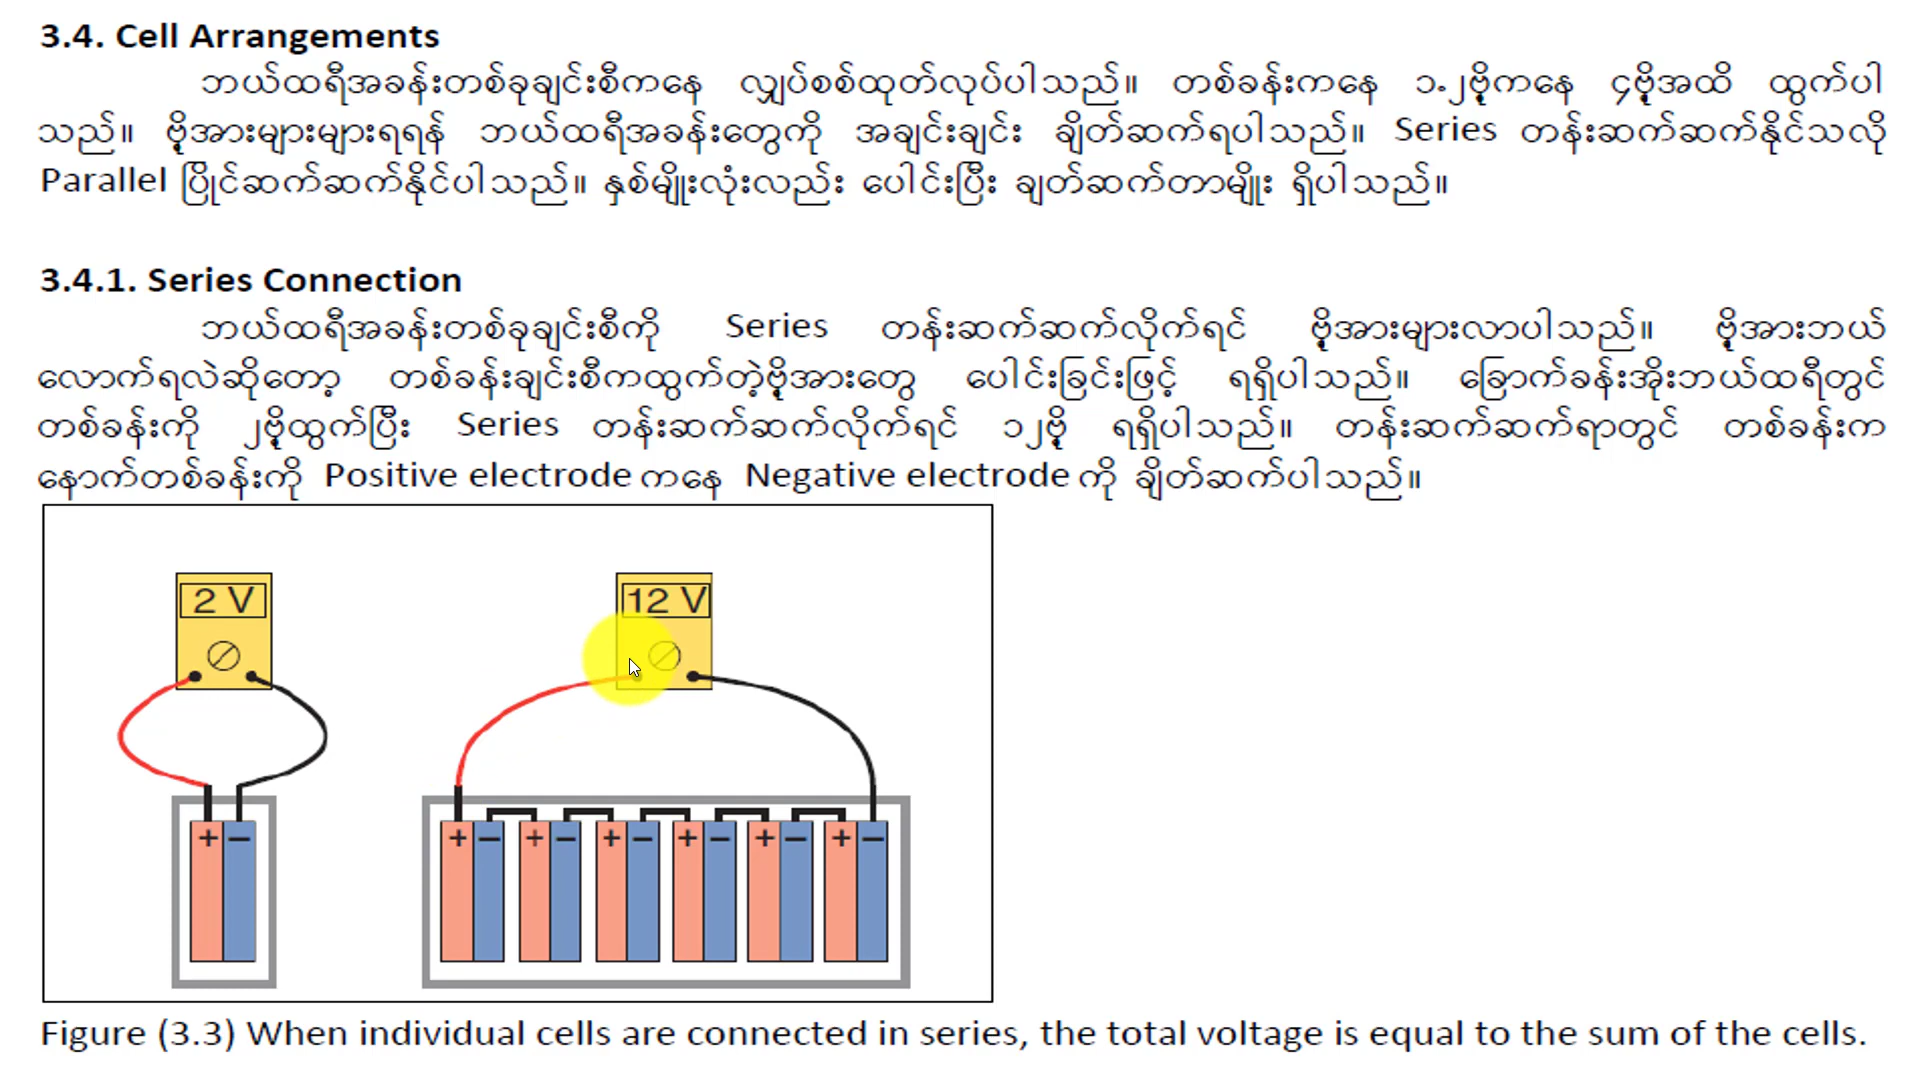 3.4. Cell Arrangements
ဘယ်ထရီအခန်းတစ်ခုချင်းစီကနေ လျှပ်စစ်ထုတ်လုပ်ပါသည်။ တစ်ခန်းကနေ ၁.၂ဗို့ကနေ ၄ဗို့အထိ ထွက်ပါ
သည်။ ဗို့အားများများရရန် ဘယ်ထရီအခန်းတွေကို အချင်းချင်း ချိတ်ဆက်ရပါသည်။ Series တန်းဆက်ဆက်နိုင်သလို
Parallel ပြိုင်ဆက်ဆက်နိုင်ပါသည်။ နှစ်မျိုးလုံးလည်း ပေါင်းပြီး ချတ်ဆက်တာမျိုး ရှိပါသည်။
3.4.1. Series Connection
ဘယ်ထရီအခန်းတစ်ခုချင်းစီကို Series တန်းဆက်ဆက်လိုက်ရင် ဗို့အားများလာပါသည်။ ဗို့အားဘယ်
လောက်ရလဲဆိုတော့ တစ်ခန်းချင်းစီကထွက်တဲ့ဗို့အားတွေ ပေါင်းခြင်းဖြင့် ရရှိပါသည်။ ခြောက်ခန်းအိုးဘယ်ထရီတွင်
တစ်ခန်းကို ၂ဗို့ထွက်ပြီး Series တန်းဆက်ဆက်လိုက်ရင် ၁၂ဗို့ ရရှိပါသည်။ တန်းဆက်ဆက်ရာတွင် တစ်ခန်းက
နောက်တစ်ခန်းကို Positive electrode ကနေ Negative electrode ကို ချိတ်ဆက်ပါသည်။
2 V 12 V
+ − + − + − + − + − + − + −
Figure (3.3) When individual cells are connected in series, the total voltage is equal to the sum of the cells.